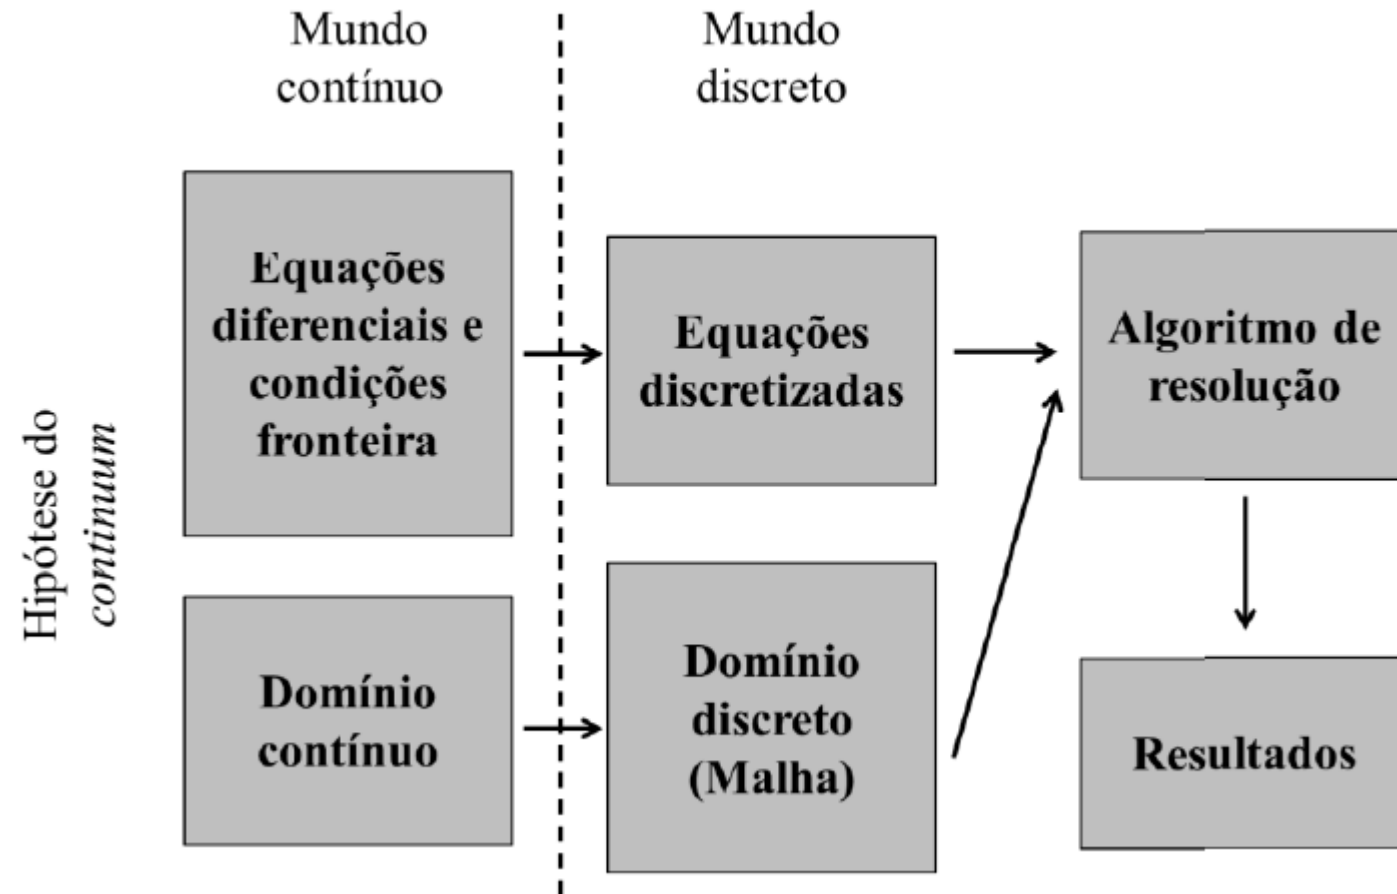 Mundo
contínuo
Mundo
discreto
Hipótese do
continuum
Equações
diferenciais e
condições
fronteira
Equações
discretizadas
Algoritmo de
resolução
Domínio
contínuo
Domínio
discreto
(Malha)
Resultados